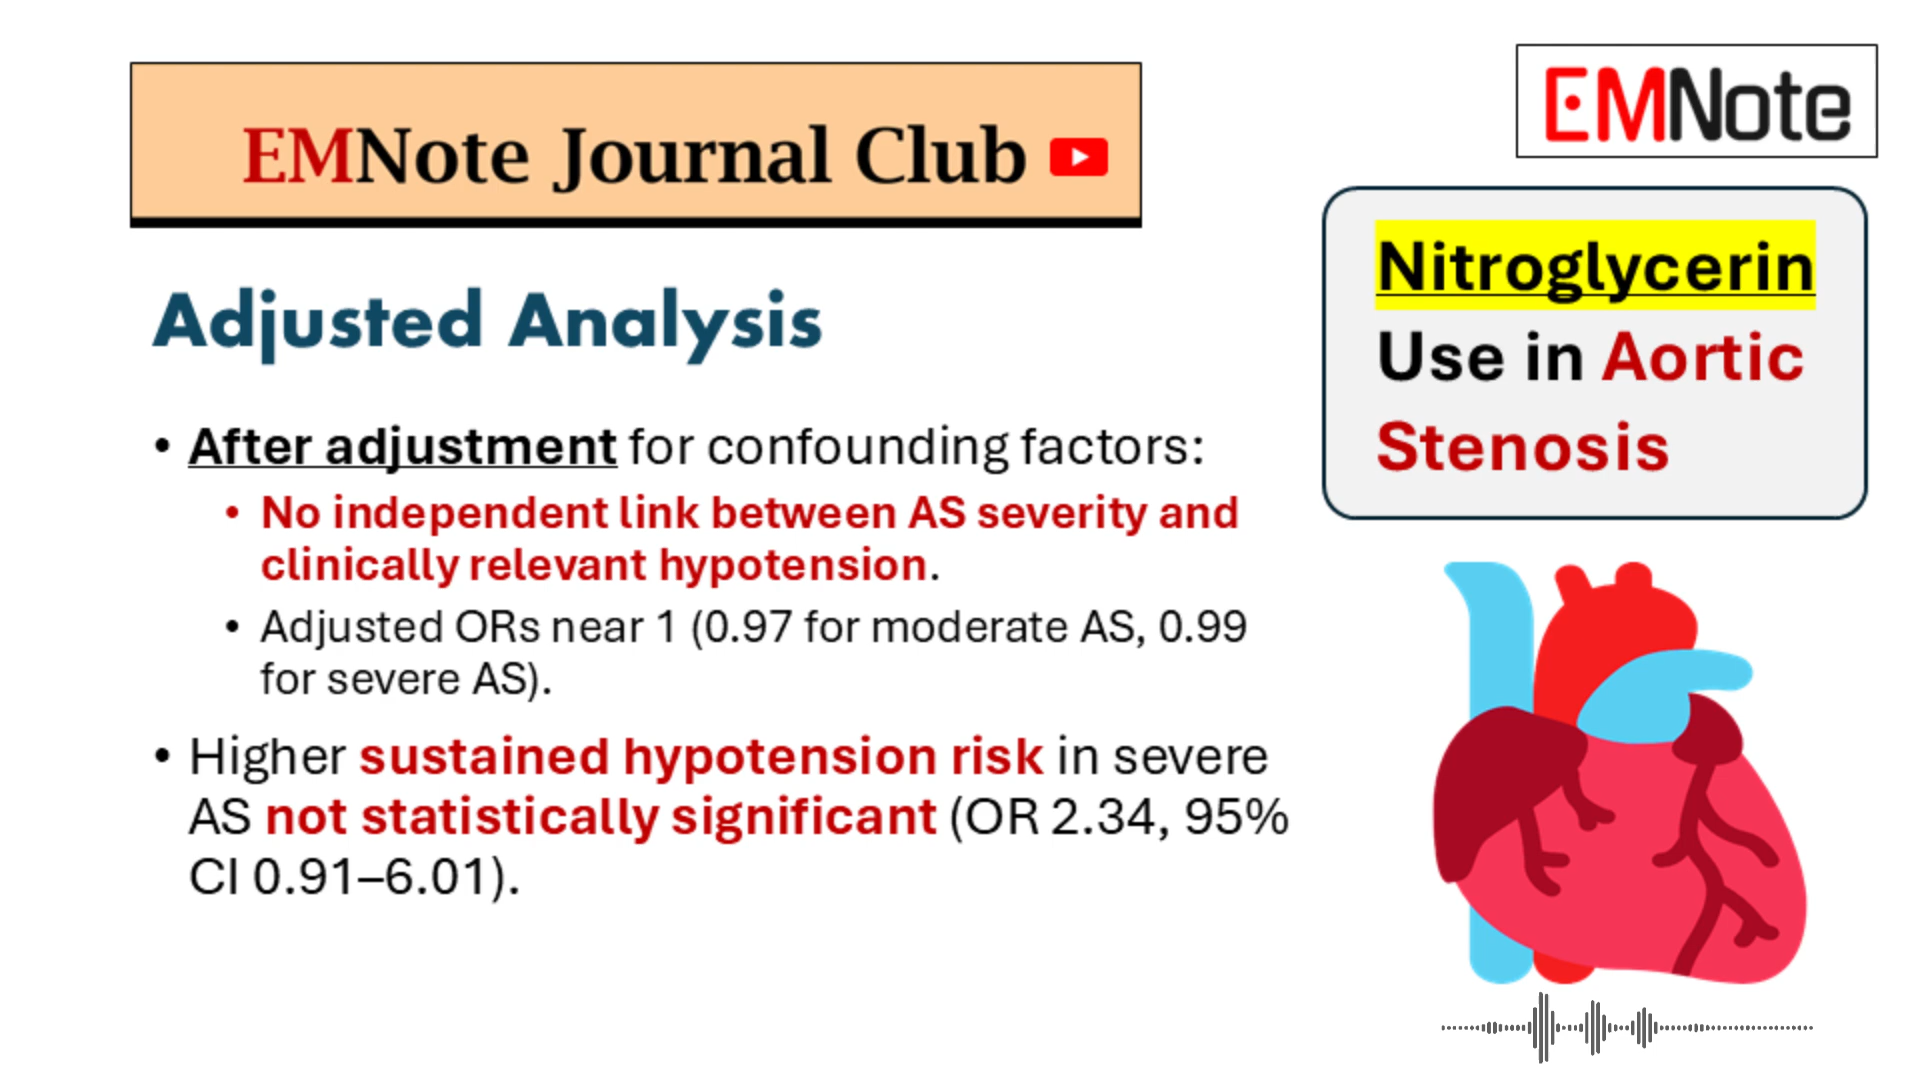 EMNote Journal Club
EMNote
Nitroglycerin
Use in Aortic
Stenosis
Adjusted Analysis
• After adjustment for confounding factors:
• No independent link between AS severity and
clinically relevant hypotension.
• Adjusted ORs near 1 (0.97 for moderate AS, 0.99
for severe AS).
• Higher sustained hypotension risk in severe
AS not statistically significant (OR 2.34, 95%
CI 0.91–6.01).